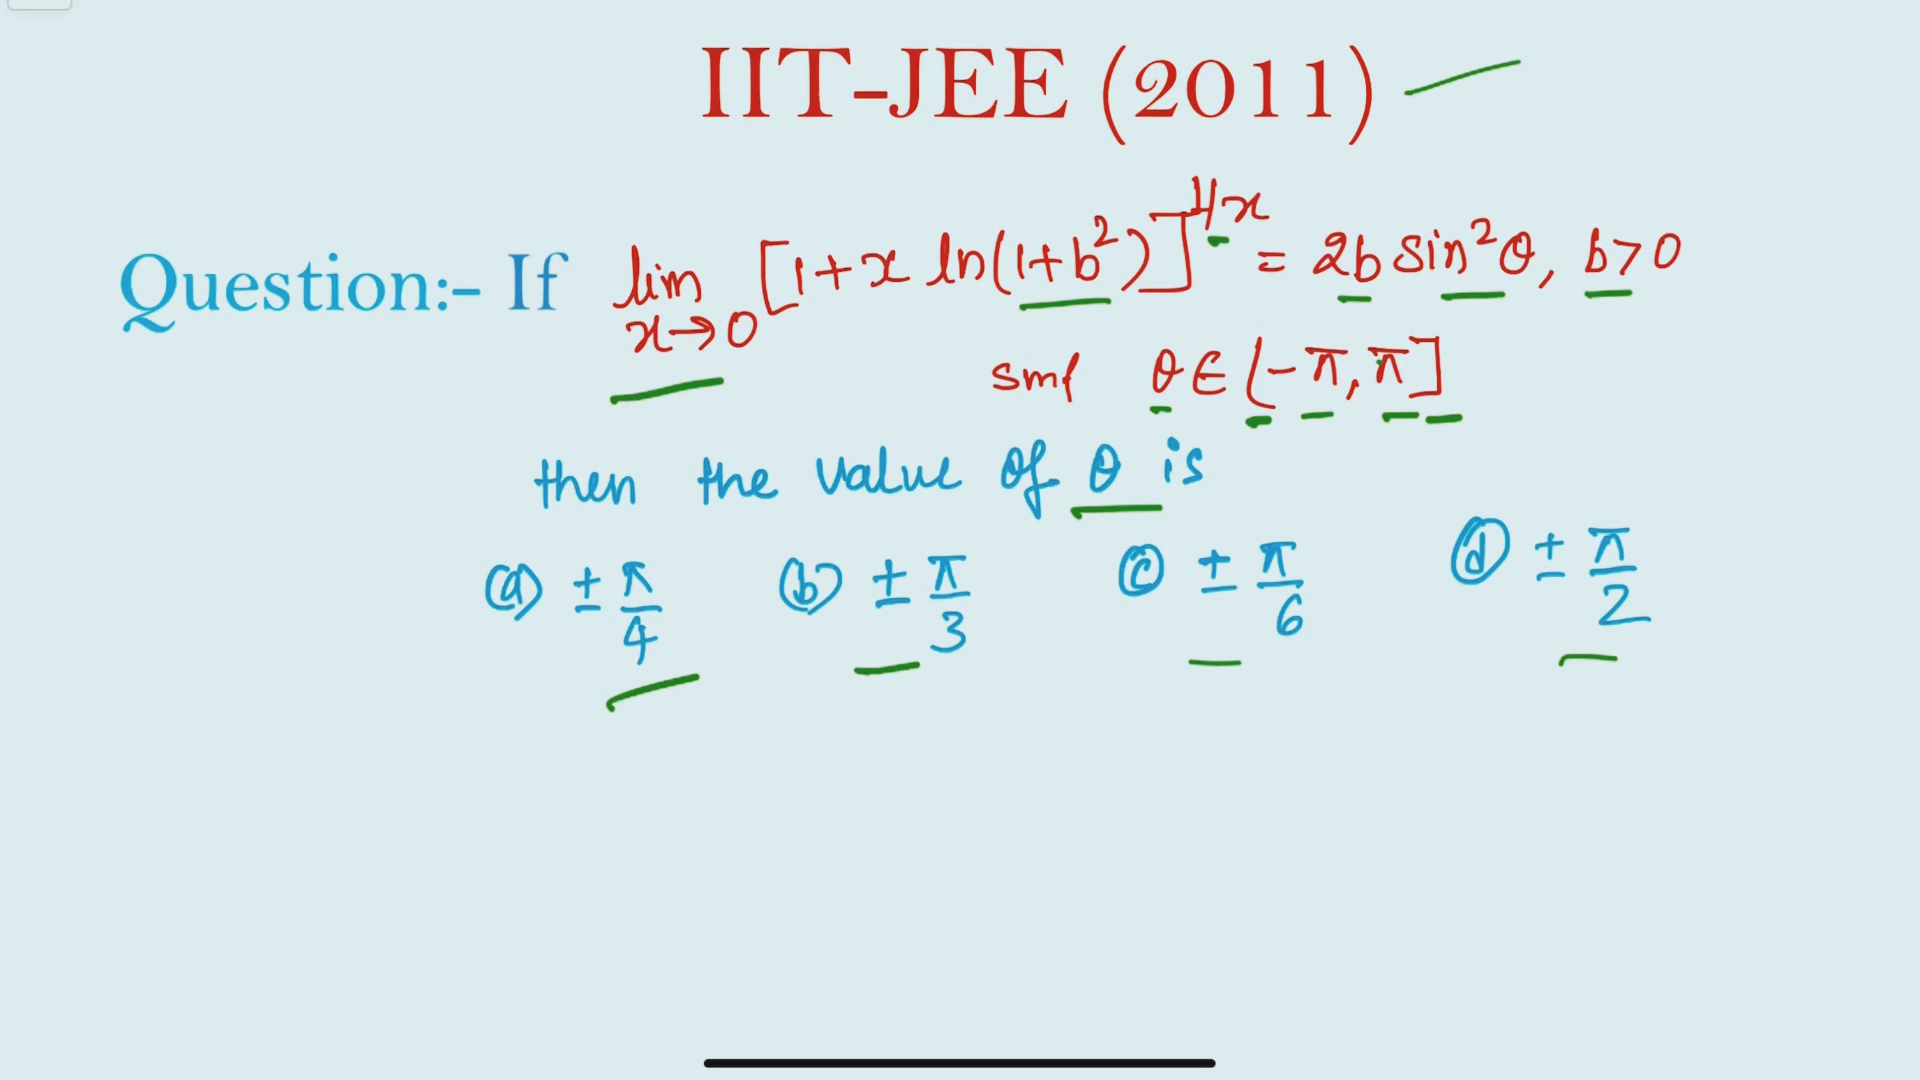 IIT-JEE (2011)
Question:- If lim x→0 [1+x ln(1+b²)]^1/x = 2b sin²θ, b>0
θ∈(-π, π]
then the value of θ is
(a) ± π/4 (b) ± π/3 (c) ± π/6 (d) ± π/2